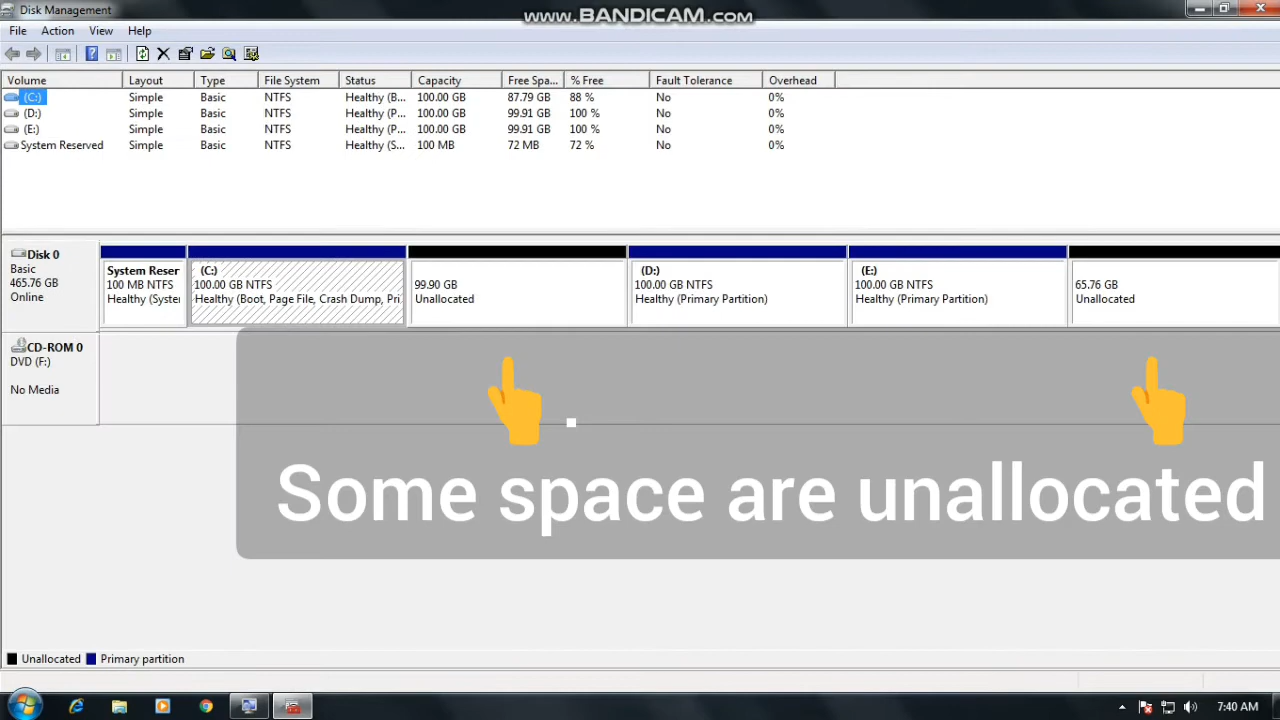 Disk Management
www.BANDICAM.com
File Action View Help
Volume Layout Type File System Status Capacity Free Spa... % Free Fault Tolerance Overhead
(C:) Simple Basic NTFS Healthy (B... 100.00 GB 87.79 GB 88 % No 0%
(D:) Simple Basic NTFS Healthy (P... 100.00 GB 99.91 GB 100 % No 0%
(E:) Simple Basic NTFS Healthy (P... 100.00 GB 99.91 GB 100 % No 0%
System Reserved Simple Basic NTFS Healthy (S... 100 MB 72 MB 72 % No 0%
Disk 0
Basic
465.76 GB
Online
System Reser
100 MB NTFS
Healthy (Syster
(C:)
100.00 GB NTFS
Healthy (Boot, Page File, Crash Dump, Pri
99.90 GB
Unallocated
(D:)
100.00 GB NTFS
Healthy (Primary Partition)
(E:)
100.00 GB NTFS
Healthy (Primary Partition)
65.76 GB
Unallocated
CD-ROM 0
DVD (F:)
No Media
Some space are unallocated
Unallocated Primary partition
7:40 AM